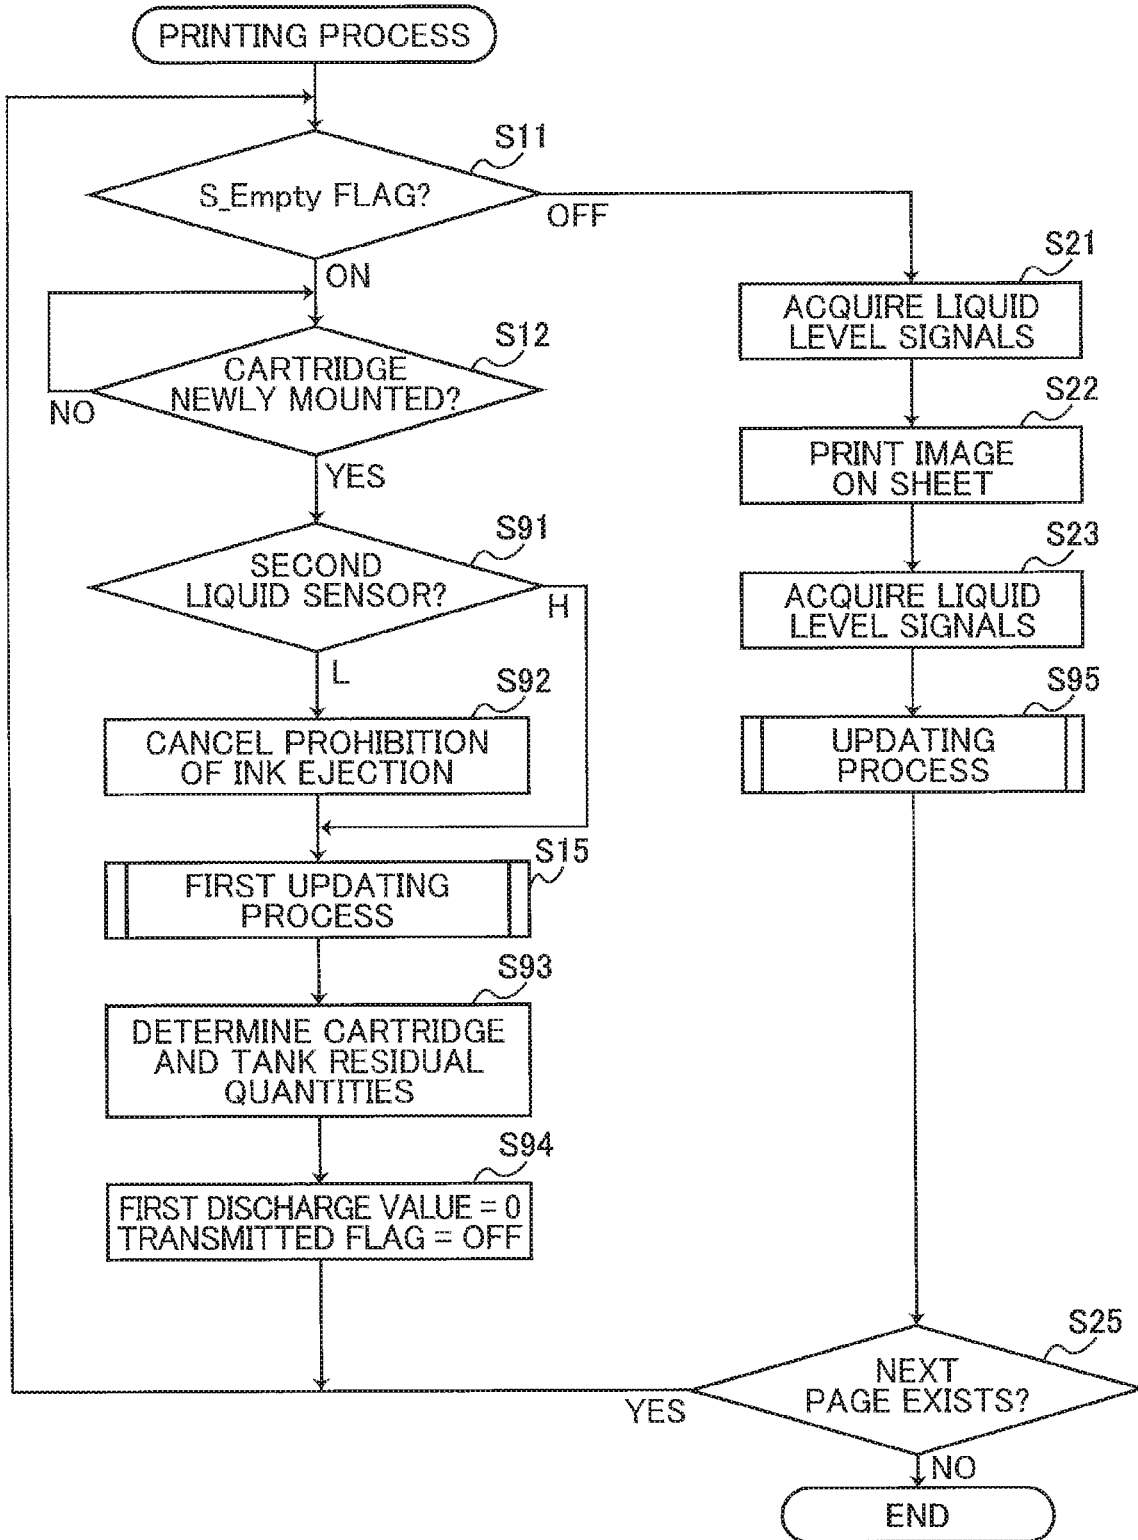 PRINTING PROCESS
S11
S_Empty FLAG?
OFF
ON
S12
CARTRIDGE
NEWLY MOUNTED?
NO
YES
S91
SECOND
LIQUID SENSOR?
H
L
S92
CANCEL PROHIBITION
OF INK EJECTION
S15
FIRST UPDATING
PROCESS
S93
DETERMINE CARTRIDGE
AND TANK RESIDUAL
QUANTITIES
S94
FIRST DISCHARGE VALUE = 0
TRANSMITTED FLAG = OFF
S21
ACQUIRE LIQUID
LEVEL SIGNALS
S22
PRINT IMAGE
ON SHEET
S23
ACQUIRE LIQUID
LEVEL SIGNALS
S95
UPDATING
PROCESS
S25
NEXT
PAGE EXISTS?
YES
NO
END